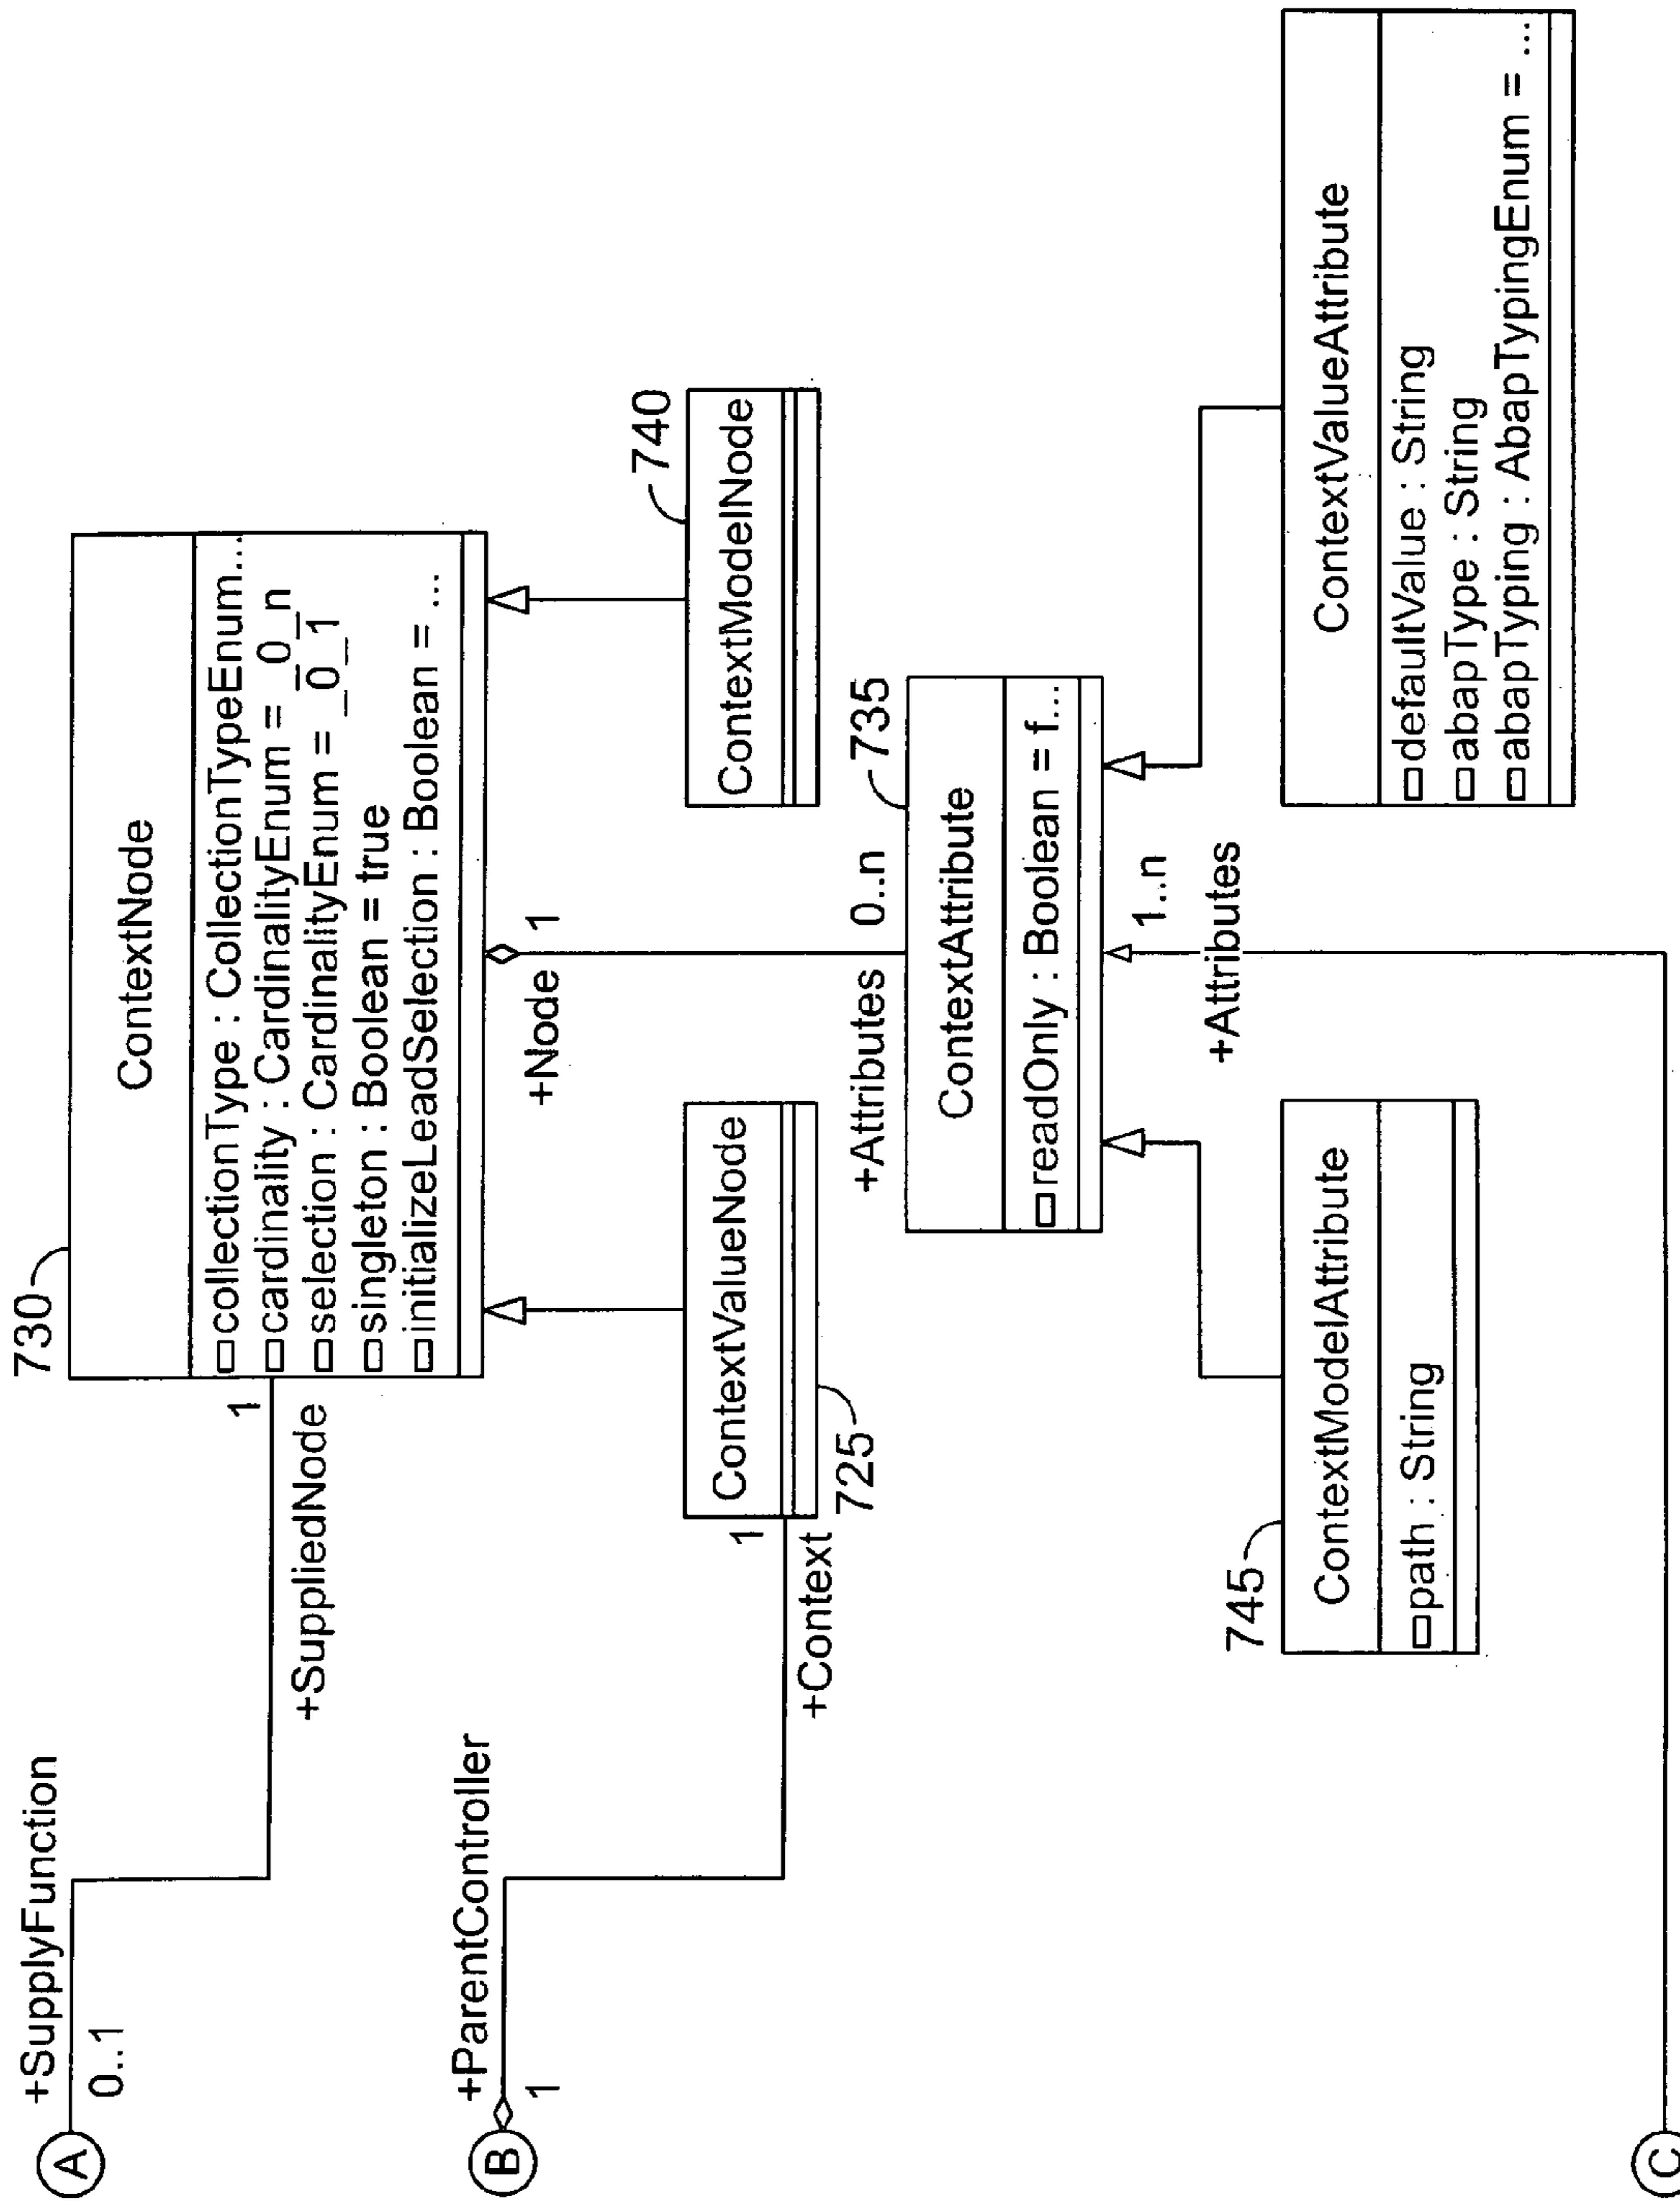 A
+SupplyFunction
0..1
730
ContextNode
collectionType : CollectionTypeEnum...
cardinality : CardinalityEnum = _0_n
selection : CardinalityEnum = _0_1
singleton : Boolean = true
initializeLeadSelection : Boolean = ...
1
+SuppliedNode
B
+ParentController
1
+Node
1
ContextValueNode
1
+Context
725
740
ContextModelNode
+Attributes
0..n
735
ContextAttribute
readOnly : Boolean = f...
1..n
+Attributes
745
ContextModelAttribute
path : String
ContextValueAttribute
defaultValue : String
abapType : String
abapTyping : AbapTypingEnum = ...
C